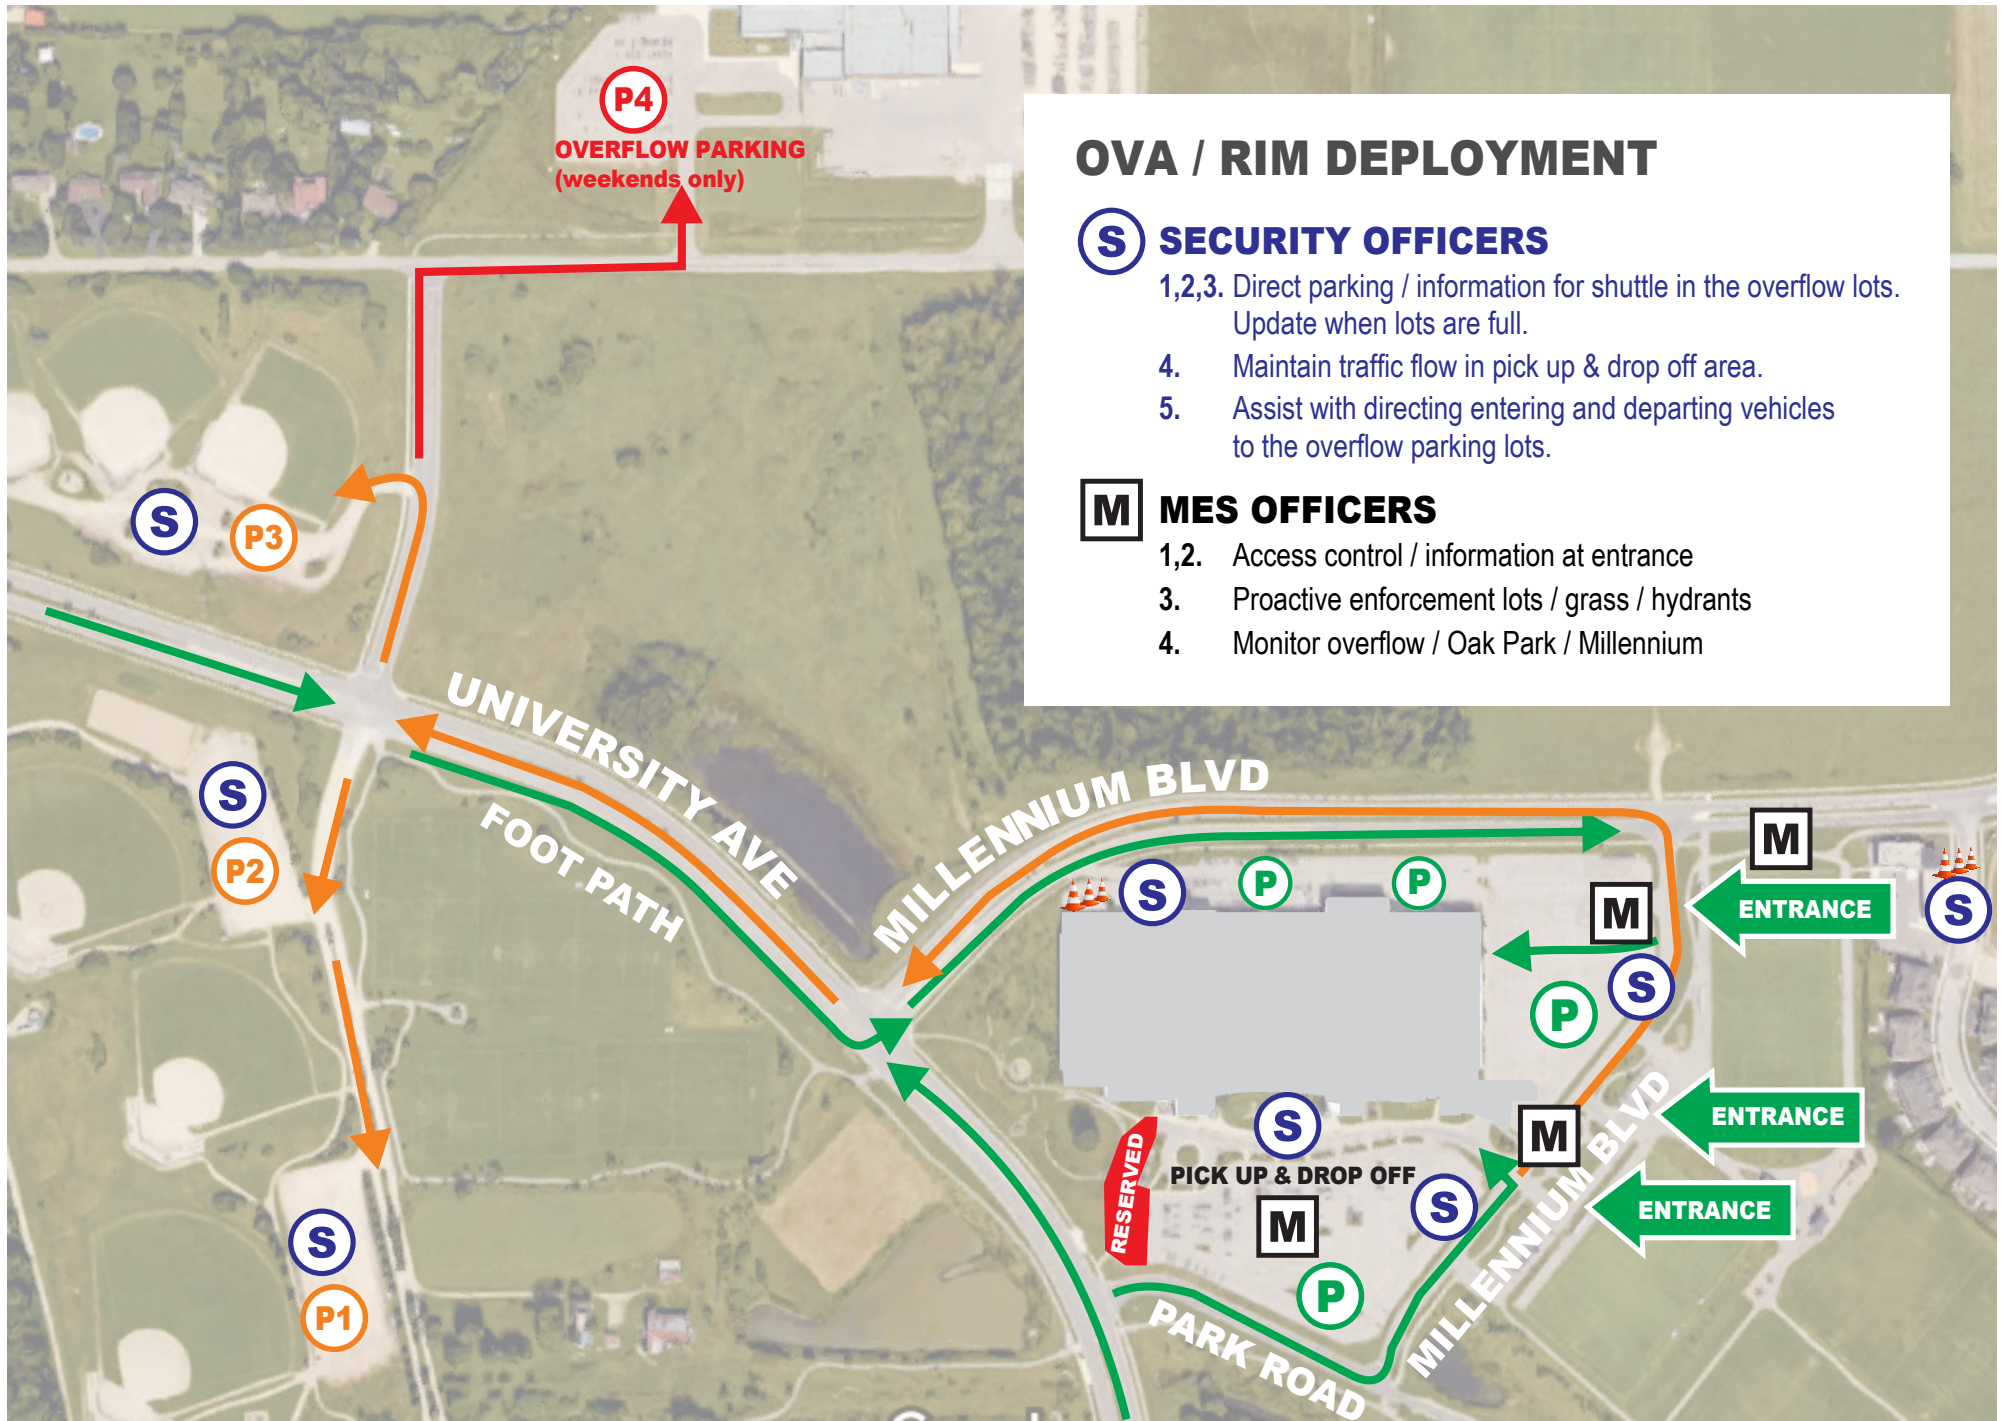 P4
OVERFLOW PARKING
(weekends only)
OVA / RIM DEPLOYMENT
S SECURITY OFFICERS
1,2,3. Direct parking / information for shuttle in the overflow lots.
Update when lots are full.
4. Maintain traffic flow in pick up & drop off area.
5. Assist with directing entering and departing vehicles
to the overflow parking lots.
M MES OFFICERS
1,2. Access control / information at entrance
3. Proactive enforcement lots / grass / hydrants
4. Monitor overflow / Oak Park / Millennium
S
P3
UNIVERSITY AVE
FOOT PATH
MILLENNIUM BLVD
S
P2
S
P
P
M
M
ENTRANCE
S
S
P
ENTRANCE
M
S
PICK UP & DROP OFF
RESERVED
M
S
ENTRANCE
MILLENNIUM BLVD
P
PARK ROAD
S
P1